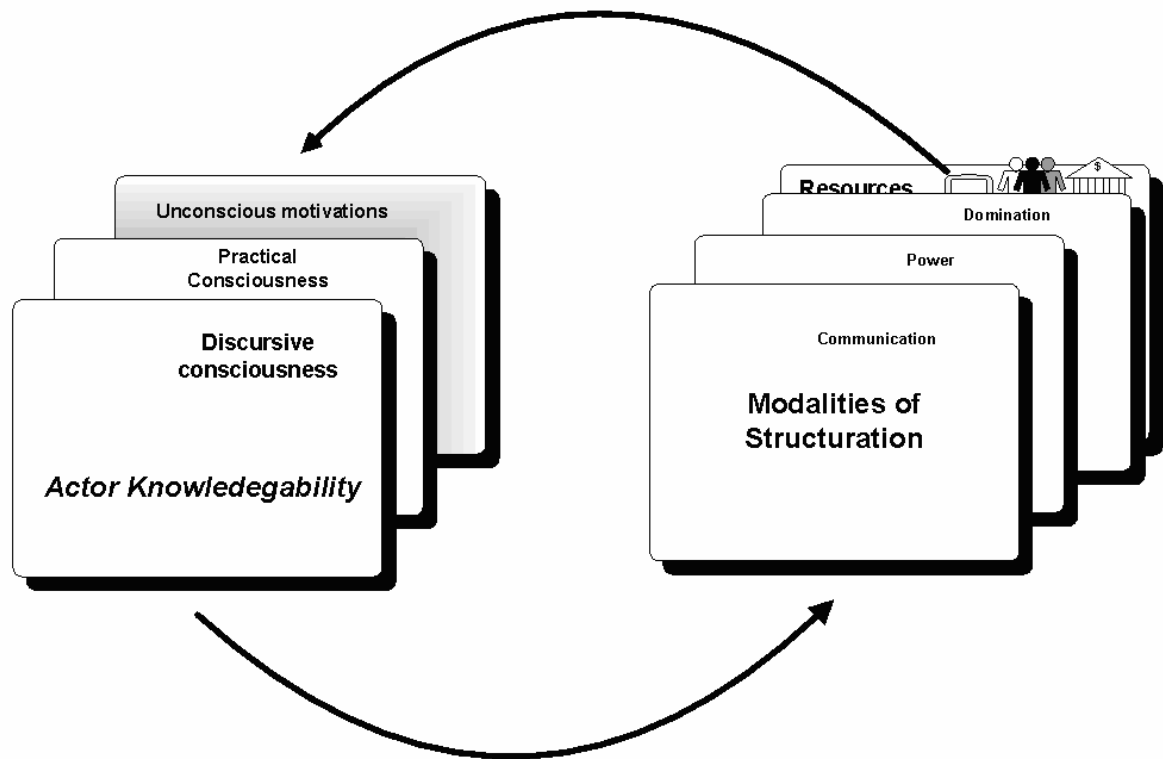 Unconscious motivations
Practical
Consciousness
Discursive
consciousness
Actor Knowledegability
$
Resources
Domination
Power
Communication
Modalities of
Structuration